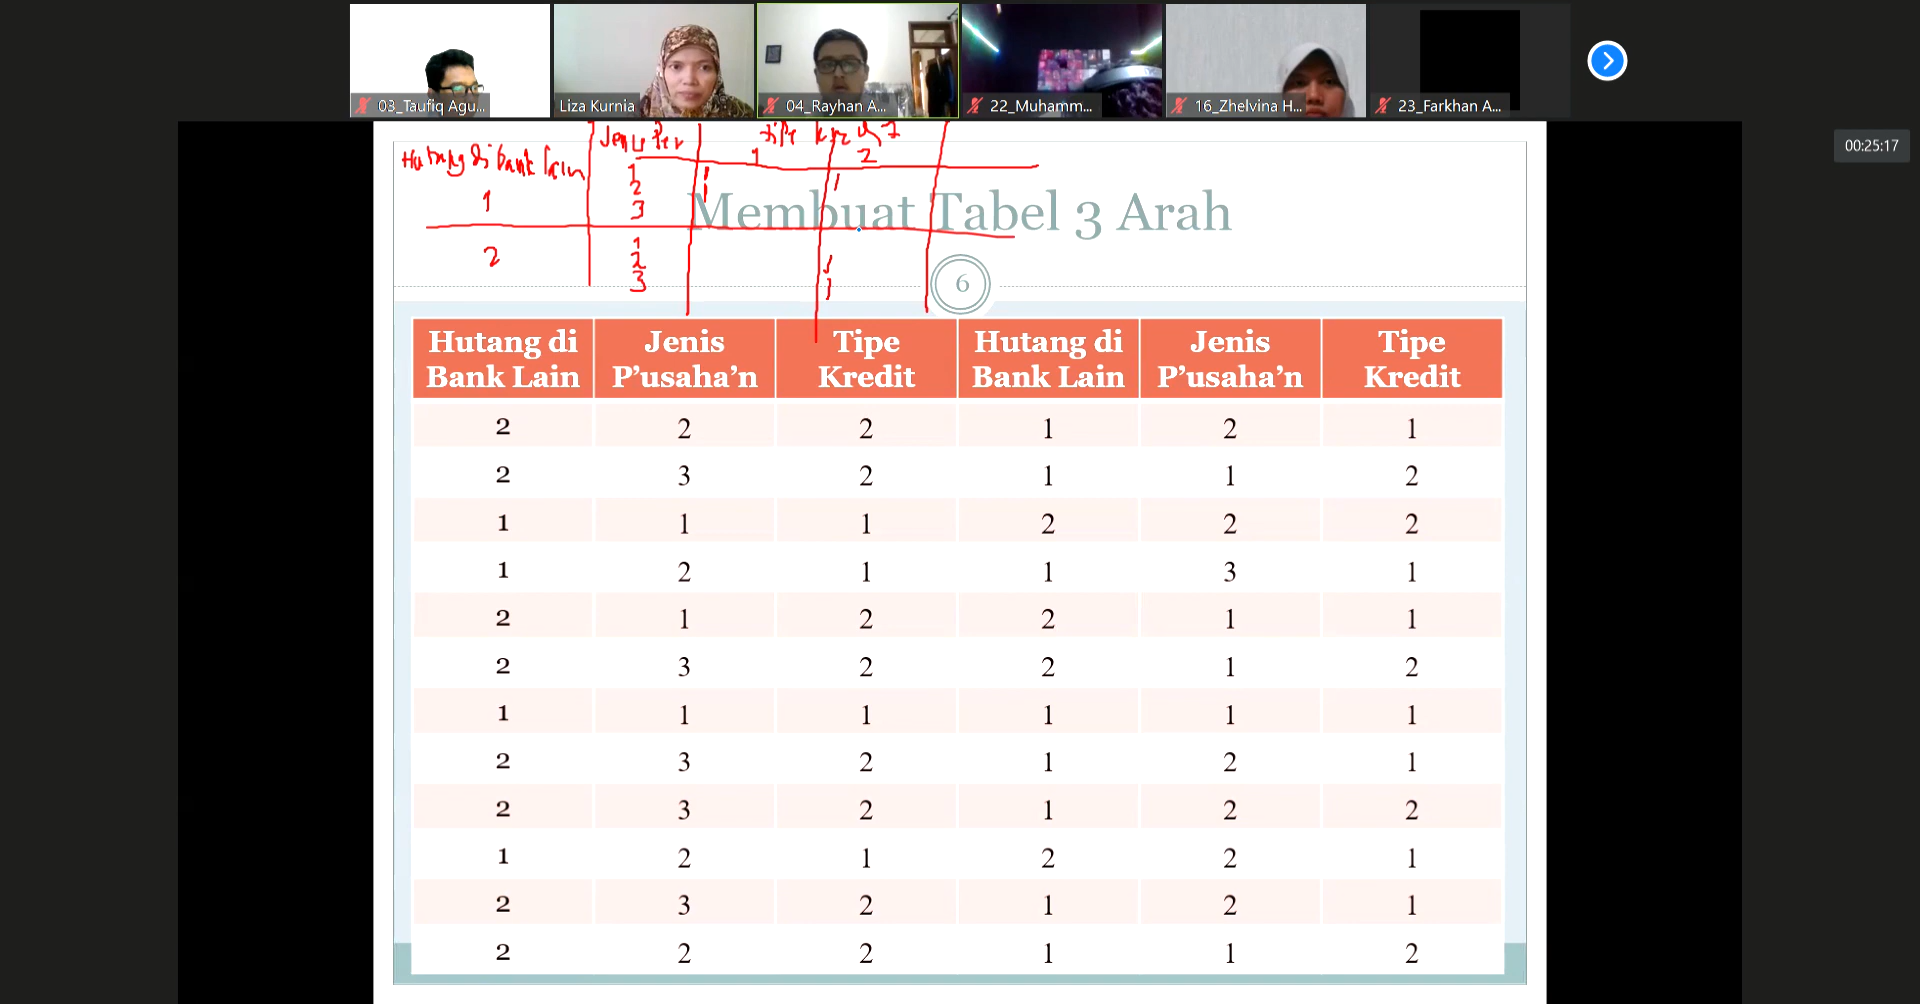 03_Taufiq Agu...
Liza Kurnia
04_Rayhan A...
22_Muhamm...
16_Zhelvina H...
23_Farkhan A...
00:25:17
Hutang di bank lain
Jenis Per
tipe
1 2
1
1
2
3
2
1
2
3
Membuat Tabel 3 Arah
6
Hutang di Bank Lain Jenis P'usaha'n Tipe Kredit Hutang di Bank Lain Jenis P'usaha'n Tipe Kredit
2 2 2 1 2 1
2 3 2 1 1 2
1 1 1 2 2 2
1 2 1 1 3 1
2 1 2 2 1 1
2 3 2 2 1 2
1 1 1 1 1 1
2 3 2 1 2 1
2 3 2 1 2 2
1 2 1 2 2 1
2 3 2 1 2 1
2 2 2 1 1 2